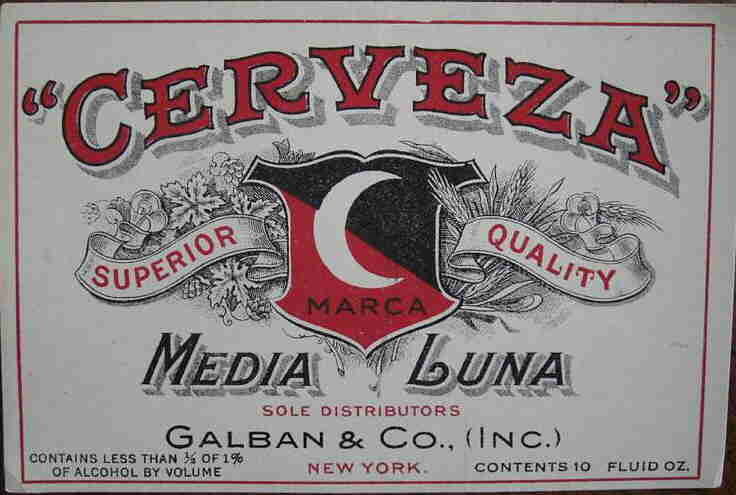 "CERVEZA"
SUPERIOR QUALITY
MARCA
MEDIA LUNA
SOLE DISTRIBUTORS
GALBAN & CO., (INC.)
CONTAINS LESS THAN ½ OF 1%
OF ALCOHOL BY VOLUME
NEW YORK.
CONTENTS 10 FLUID OZ.